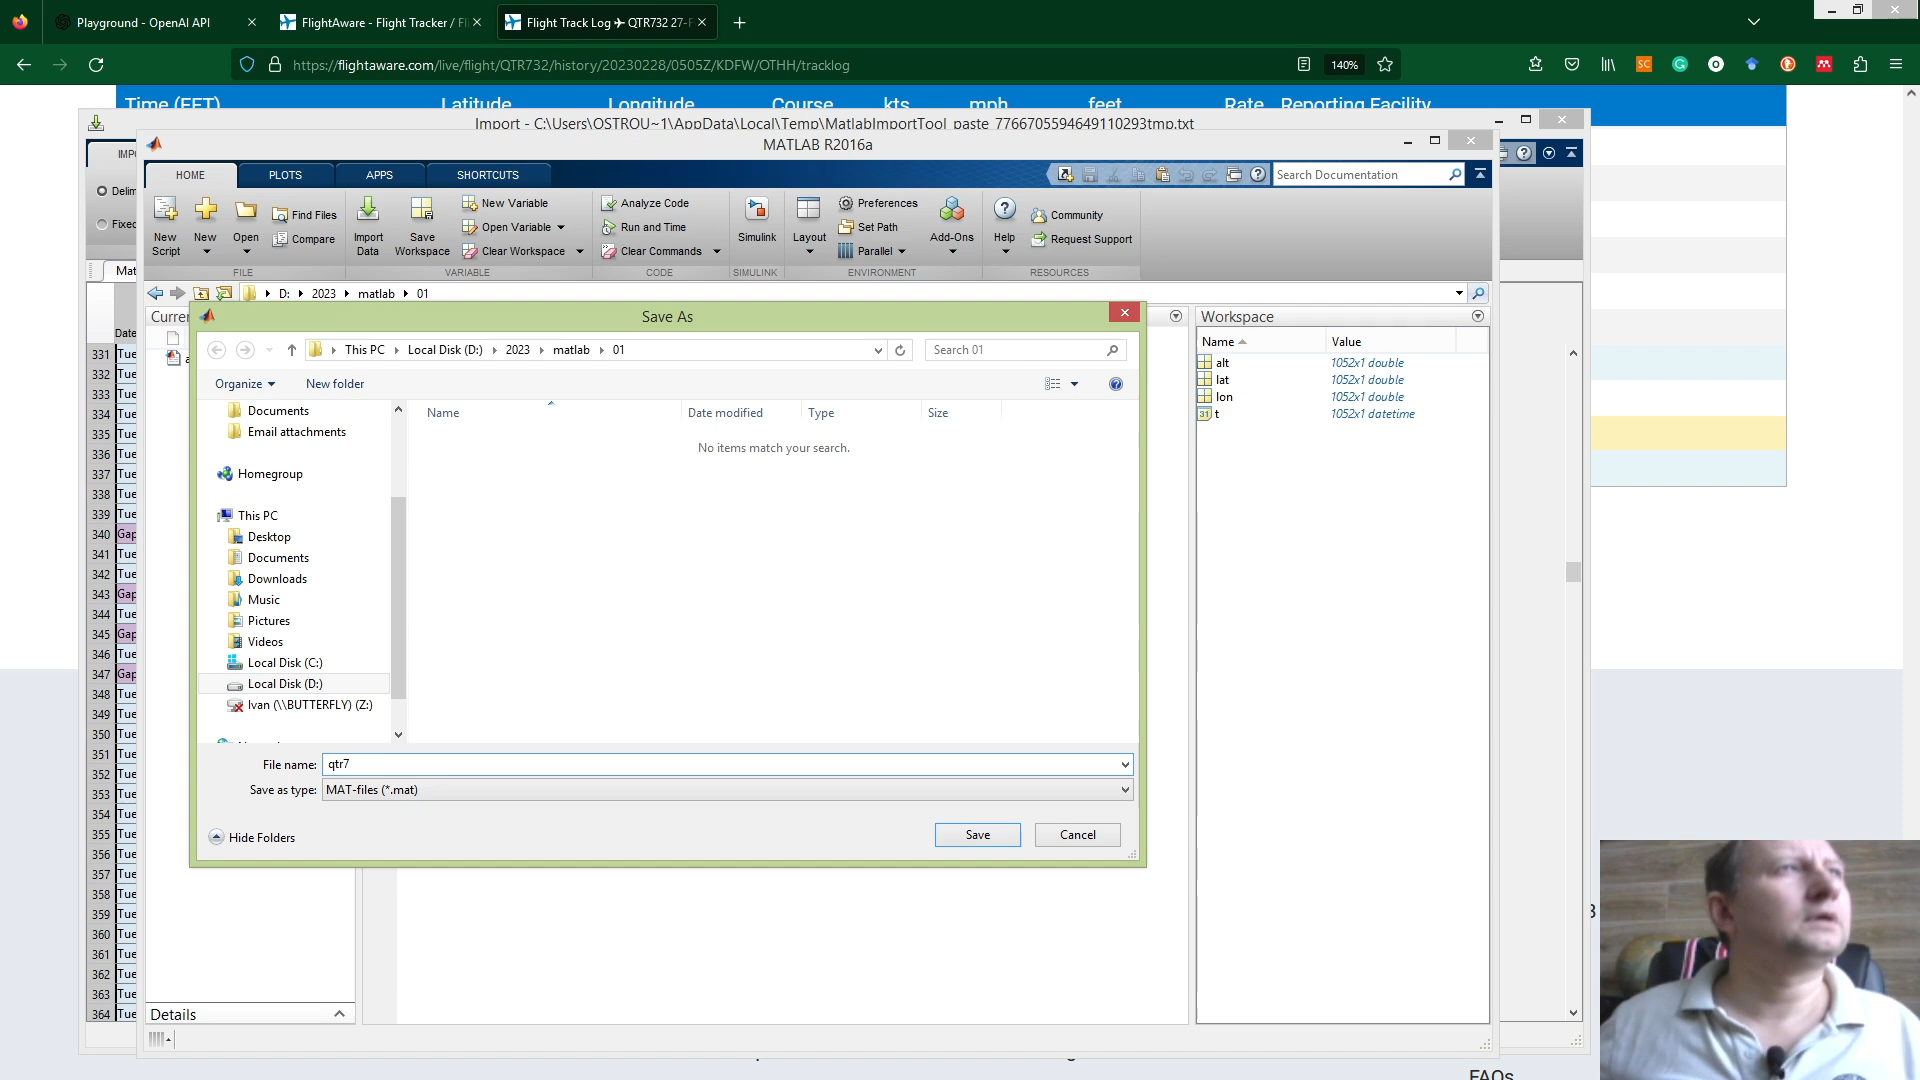 Playground - OpenAI API
FlightAware - Flight Tracker / Fl
Flight Track Log ✈ QTR732 27-F
https://flightaware.com/live/flight/QTR732/history/20230228/0505Z/KDFW/OTHH/tracklog
140%
Time (EET) Latitude Longitude Course kts mph feet Rate Reporting Facility
Import - C:\Users\OSTROU~1\AppData\Local\Temp\MatlabImportTool_paste_7766705594649110293tmp.txt
MATLAB R2016a
IMPO
Delim
Fixed
Mat
Date
HOME PLOTS APPS SHORTCUTS
Search Documentation
New Script
New
Open
Find Files
Compare
Import Data
Save Workspace
New Variable
Open Variable
Clear Workspace
Analyze Code
Run and Time
Clear Commands
Simulink
Layout
Preferences
Set Path
Parallel
Add-Ons
Help
Community
Request Support
FILE VARIABLE CODE SIMULINK ENVIRONMENT RESOURCES
D: 2023 matlab 01
Curren
Save As
This PC Local Disk (D:) 2023 matlab 01
Search 01
Organize New folder
Name Date modified Type Size
No items match your search.
Documents
Email attachments
Homegroup
This PC
Desktop
Documents
Downloads
Music
Pictures
Videos
Local Disk (C:)
Local Disk (D:)
Ivan (\\BUTTERFLY) (Z:)
File name: qtr7
Save as type: MAT-files (*.mat)
Hide Folders
Save
Cancel
Workspace
Name Value
alt 1052x1 double
lat 1052x1 double
lon 1052x1 double
t 1052x1 datetime
331 Tue
332 Tue
333 Tue
334 Tue
335 Tue
336 Tue
337 Tue
338 Tue
339 Tue
340 Gap
341 Tue
342 Tue
343 Gap
344 Tue
345 Gap
346 Tue
347 Gap
348 Tue
349 Tue
350 Tue
351 Tue
352 Tue
353 Tue
354 Tue
355 Tue
356 Tue
357 Tue
358 Tue
359 Tue
360 Tue
361 Tue
362 Tue
363 Tue
364 Tue
Details
FAQs